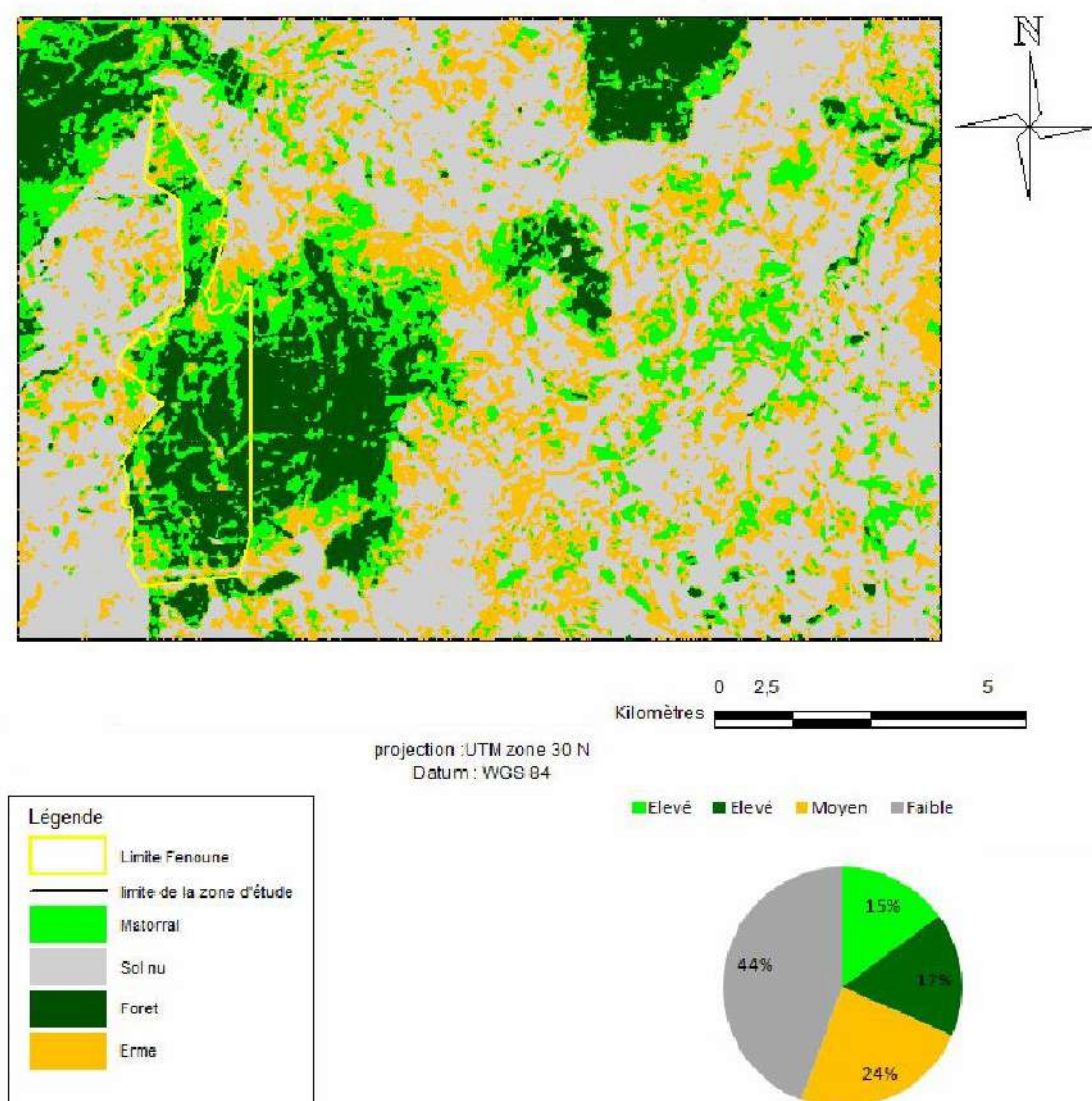 N
0 2,5 5
Kilomètres
projection :UTM zone 30 N
Datum : WGS 84
Légende
Limite Fenoune
limite de la zone d'étude
Matorral
Sol nu
Foret
Erme
Elevé Elevé Moyen Faible
15%
17%
24%
44%